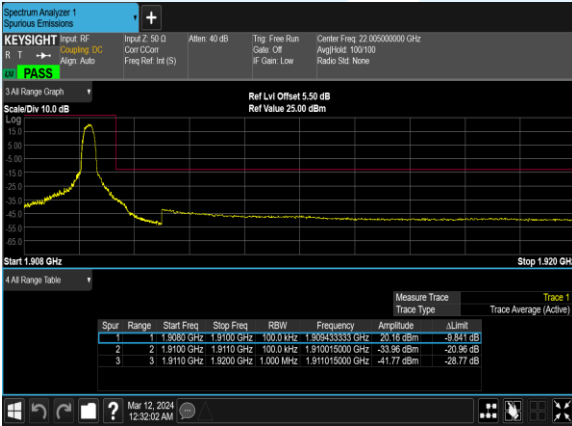 Spectrum Analyzer 1
Spurious Emissions
+
KEYSIGHT Input: RF
R T Coupling: DC
Align: Auto
Input Z: 50 Ω
Corr CCorr
Freq Ref: Int (S)
Atten: 40 dB
Trig: Free Run
Gate: Off
IF Gain: Low
Center Freq: 22.005000000 GHz
Avg|Hold: 100/100
Radio Std: None
LM PASS
3 All Range Graph
Ref Lvl Offset 5.50 dB
Scale/Div 10.0 dB Ref Value 25.00 dBm
Log
15.0
5.00
-5.00
-15.0
-25.0
-35.0
-45.0
-55.0
-65.0
Start 1.908 GHz Stop 1.920 GH
4 All Range Table
Measure Trace Trace 1
Trace Type Trace Average (Active)
Spur Range Start Freq Stop Freq RBW Frequency Amplitude ΔLimit
1 1 1.9080 GHz 1.9100 GHz 100.0 kHz 1.909433333 GHz 20.16 dBm -9.841 dB
2 2 1.9100 GHz 1.9110 GHz 100.0 kHz 1.910015000 GHz -33.96 dBm -20.96 dB
3 3 1.9110 GHz 1.9200 GHz 1.000 MHz 1.911015000 GHz -41.77 dBm -28.77 dB
?
Mar 12, 2024
12:32:02 AM